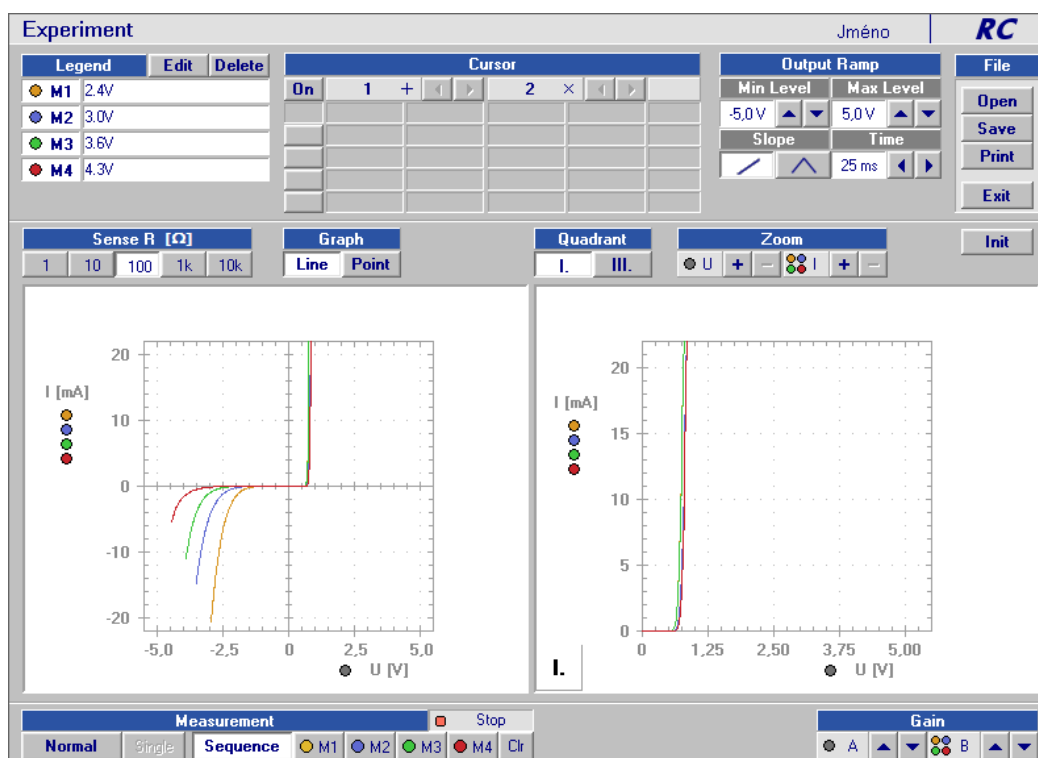 Experiment Jméno RC
Legend Edit Delete
M1 2.4V
M2 3.0V
M3 3.6V
M4 4.3V
Cursor
On 1 + 2 ×
Output Ramp
Min Level Max Level
-5,0 V 5,0 V
Slope Time
25 ms
File
Open
Save
Print
Exit
Sense R [Ω]
1 10 100 1k 10k
Graph
Line Point
Quadrant
I. III.
Zoom
U + − I + −
Init
20
I [mA]
10
0
-10
-20
-5,0 -2,5 0 2,5 5,0
U [V]
20
I [mA]
15
10
5
0
0 1,25 2,50 3,75 5,00
I. U [V]
Measurement Stop
Normal Single Sequence M1 M2 M3 M4 Clr
Gain
A B